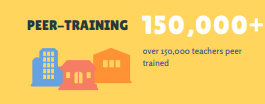 PEER-TRAINING
150,000+
over 150,000 teachers peer
trained